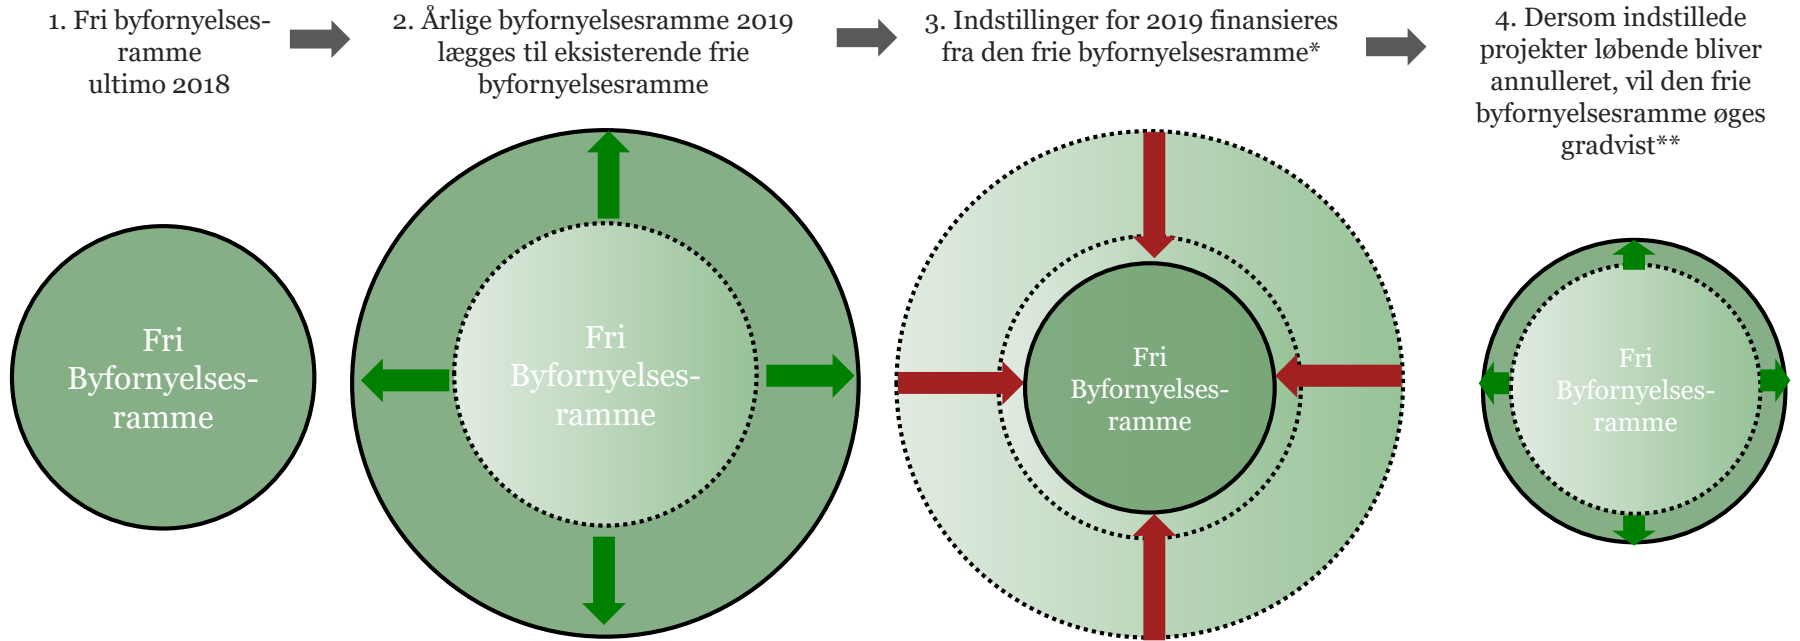 1. Fri byfornyelses-
ramme
ultimo 2018
2. Årlige byfornyelsesramme 2019
lægges til eksisterende frie
byfornyelsesramme
3. Indstillinger for 2019 finansieres
fra den frie byfornyelsesramme*
4. Dersom indstillede
projekter løbende bliver
annulleret, vil den frie
byfornyelsesramme øges
gradvist**
Fri
Byfornyelses-
ramme
Fri
Byfornyelses-
ramme
Fri
Byfornyelses-
ramme
Fri
Byfornyelses-
ramme